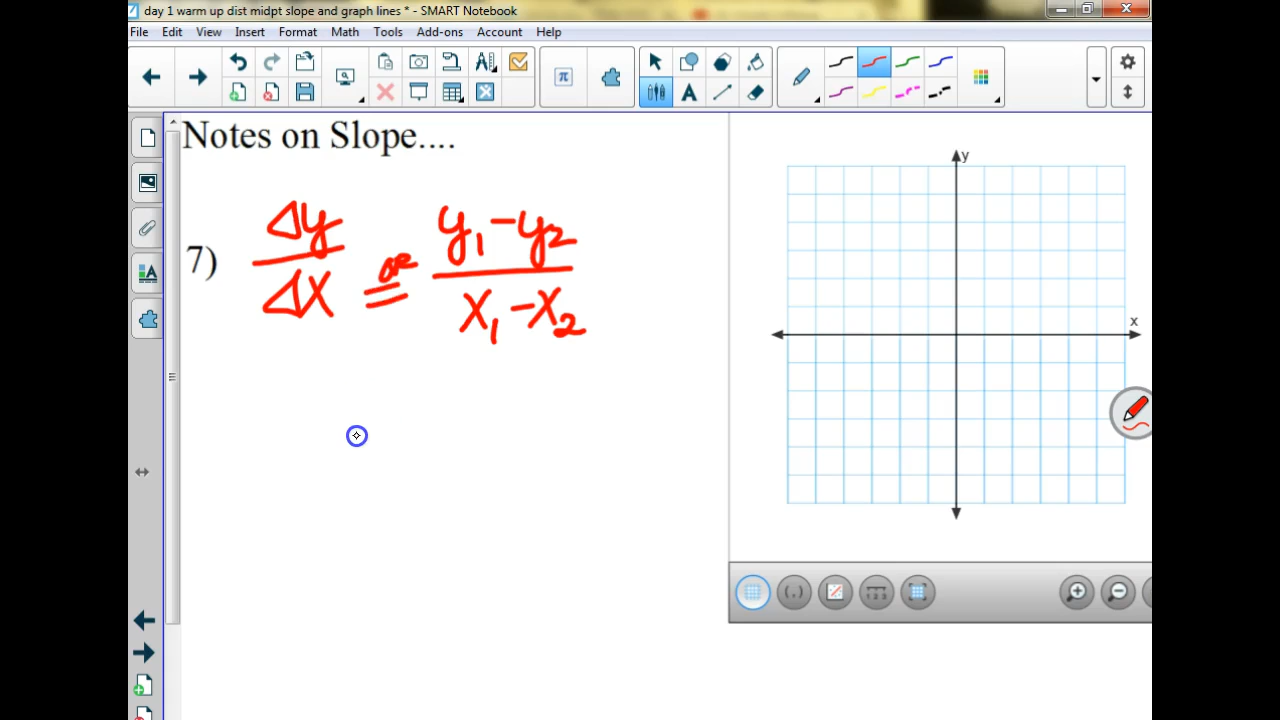 day 1 warm up dist midpt slope and graph lines * - SMART Notebook
File Edit View Insert Format Math Tools Add-ons Account Help
π
A
Notes on Slope....
7) Δy/Δx = or y₁-y₂/x₁-x₂
y
x